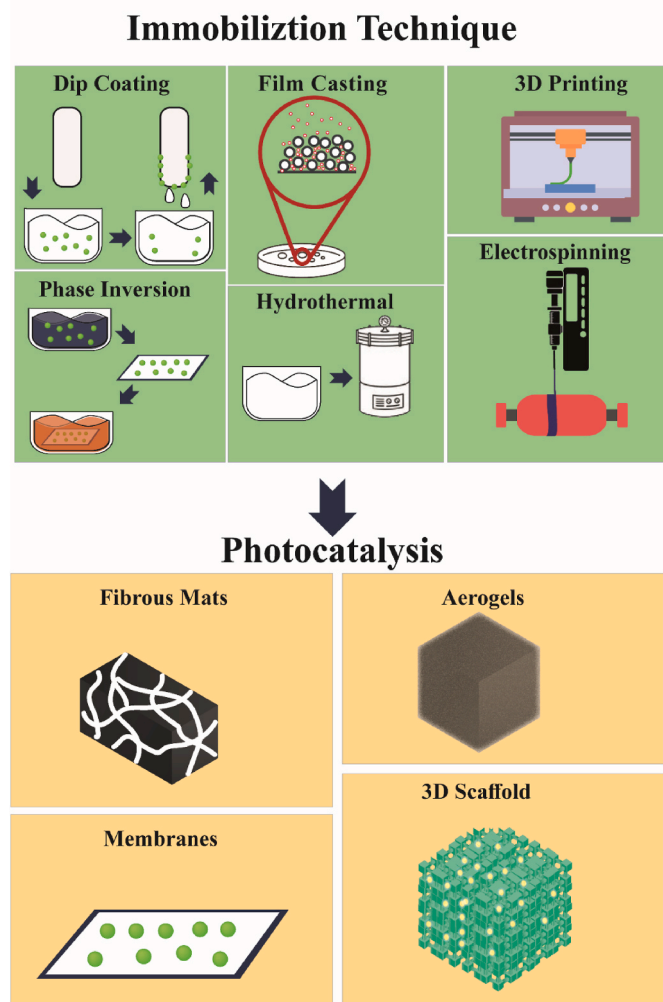 Immobiliztion Technique
Dip Coating
Film Casting
3D Printing
Phase Inversion
Hydrothermal
Electrospinning
Photocatalysis
Fibrous Mats
Aerogels
Membranes
3D Scaffold